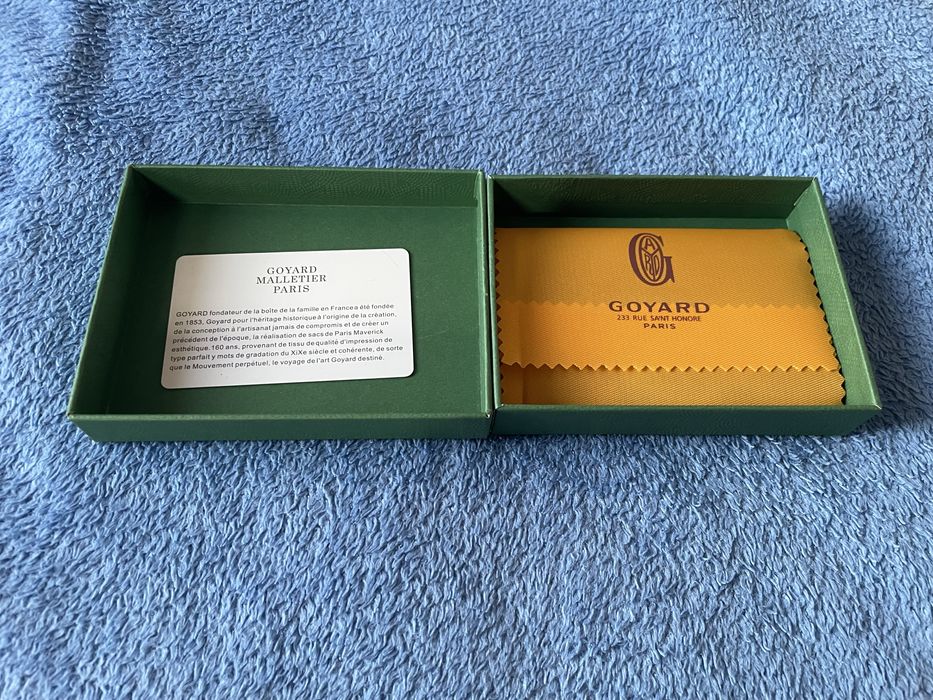 GOYARD
MALLETIER
PARIS
GOYARD fondateur de la boîte de la famille en Francea été fondée
en 1853, Goyard pour l'héritage historique à l'origine de la création,
de la conception à l'artisanat jamais de compromis et de créer un
précédent de l'époque, la réalisation de sacs de Paris Maverick
esthétique.160 ans, provenant de tissu de qualité d'impression de
type parfait y mots de gradation du XiXe siècle et cohérente, de sorte
que le Mouvement perpétuel, le voyage de l'art Goyard destiné.
GOYARD
233 RUE SAINT HONORE
PARIS